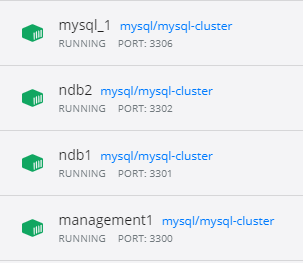 mysql_1 mysql/mysql-cluster
RUNNING PORT: 3306
ndb2 mysql/mysql-cluster
RUNNING PORT: 3302
ndb1 mysql/mysql-cluster
RUNNING PORT: 3301
management1 mysql/mysql-cluster
RUNNING PORT: 3300